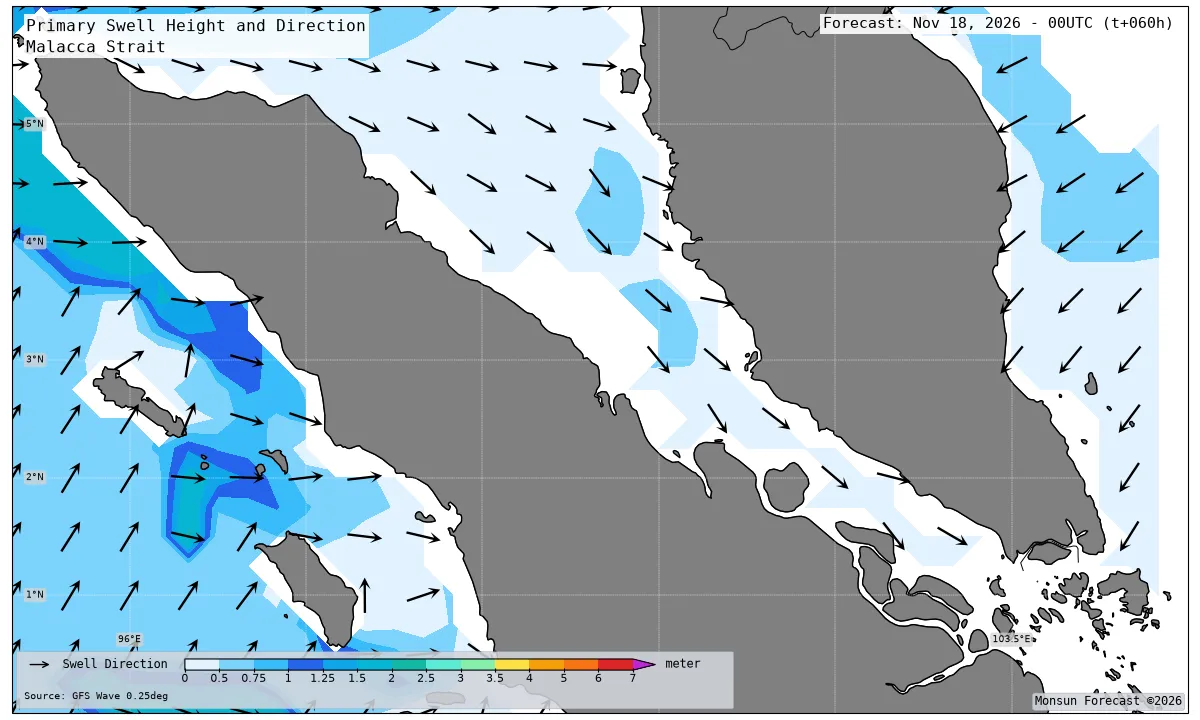 Primary Swell Height and Direction
Malacca Strait
Forecast: Nov 18, 2026 - 00UTC (t+060h)
5°N
4°N
3°N
2°N
1°N
96°E
103.5°E
Swell Direction
0 0.5 0.75 1 1.25 1.5 2 2.5 3 3.5 4 5 6 7
meter
Source: GFS Wave 0.25deg
Monsun Forecast ©2026